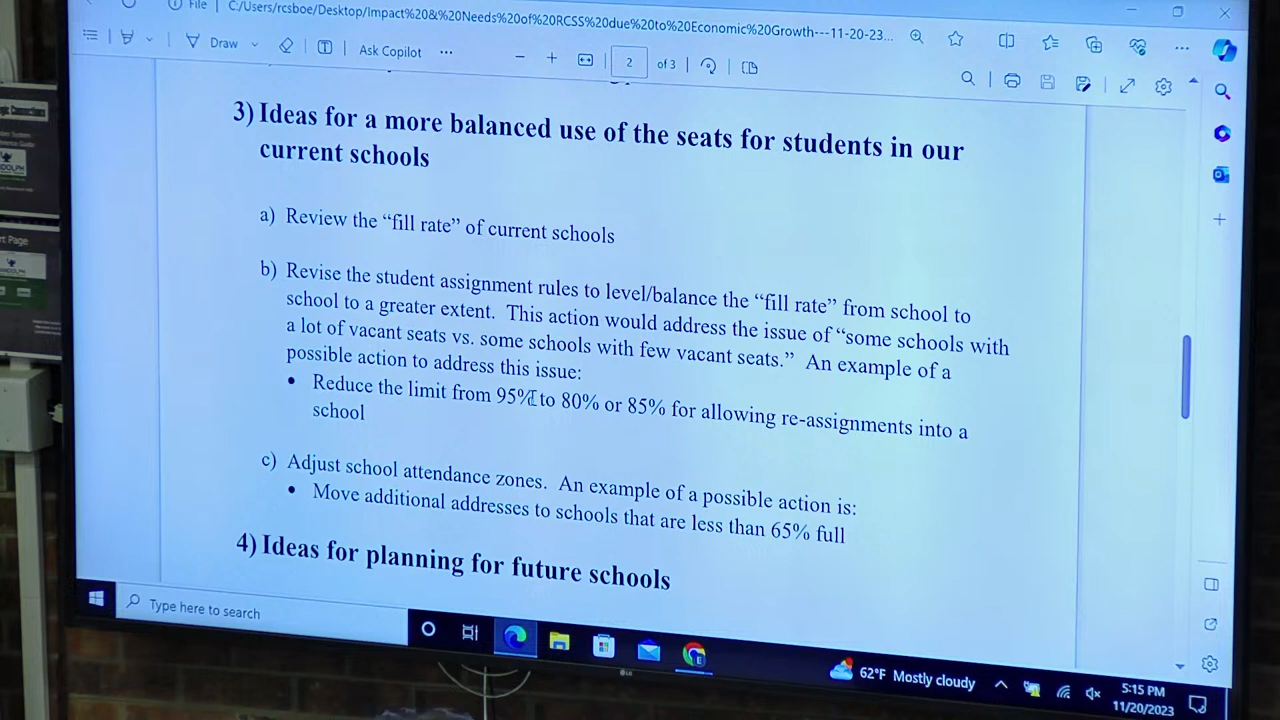 File | C:/Users/rcsboe/Desktop/Impact%20&%20Needs%20of%20RCSS%20due%20to%20Economic%20Growth---11-20-23...
Draw
Ask Copilot
2
of 3
3) Ideas for a more balanced use of the seats for students in our
current schools
a) Review the “fill rate” of current schools
b) Revise the student assignment rules to level/balance the “fill rate” from school to
school to a greater extent. This action would address the issue of “some schools with
a lot of vacant seats vs. some schools with few vacant seats.” An example of a
possible action to address this issue:
• Reduce the limit from 95% to 80% or 85% for allowing re-assignments into a
school
c) Adjust school attendance zones. An example of a possible action is:
• Move additional addresses to schools that are less than 65% full
4) Ideas for planning for future schools
Type here to search
62°F Mostly cloudy
5:15 PM
11/20/2023
LG